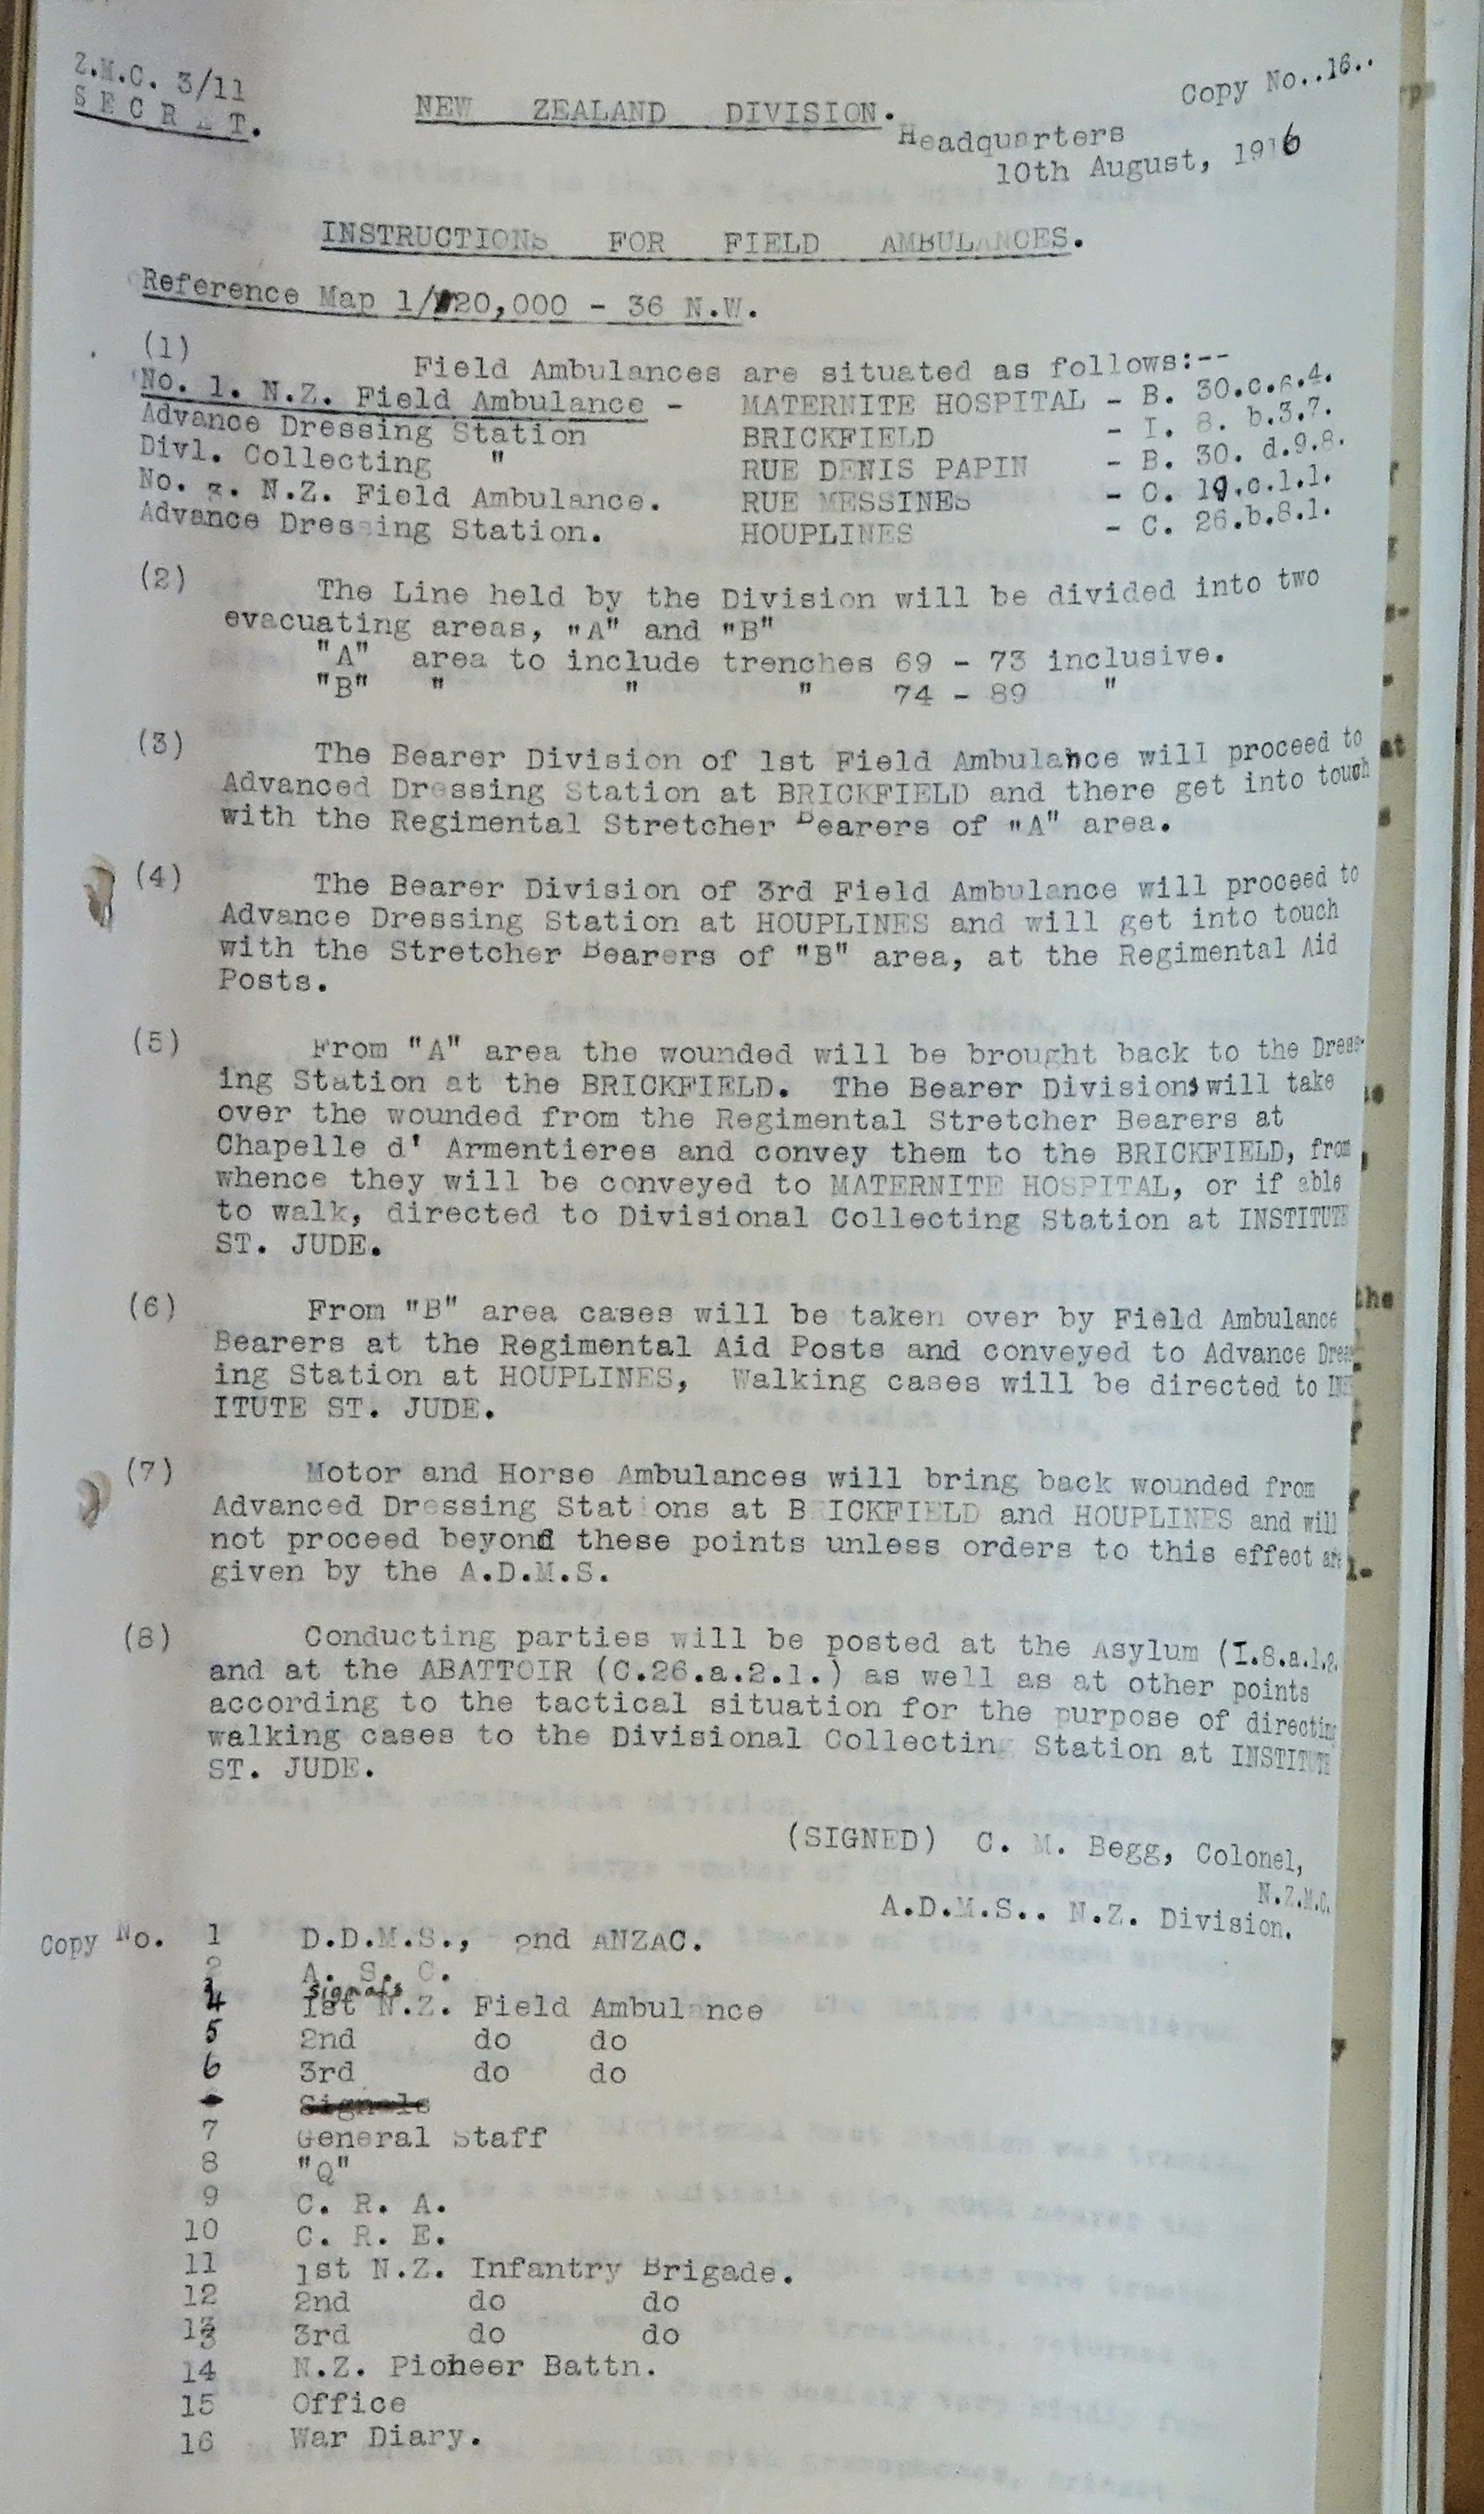 Z.M.C. 3/11
S E C R E T.
Copy No..16..
NEW ZEALAND DIVISION.
Headquarters
10th August, 1916
INSTRUCTIONS FOR FIELD AMBULANCES.
Reference Map 1/20,000 - 36 N.W.
(1)
Field Ambulances are situated as follows:--
No. 1. N.Z. Field Ambulance - MATERNITE HOSPITAL - B. 30.c.6.4.
Advance Dressing Station BRICKFIELD - I. 8. b.3.7.
Divl. Collecting " RUE DENIS PAPIN - B. 30. d.9.8.
No. 3. N.Z. Field Ambulance. RUE MESSINES - C. 19.c.1.1.
Advance Dressing Station. HOUPLINES - C. 26.b.8.1.
(2) The Line held by the Division will be divided into two
evacuating areas, "A" and "B"
"A" area to include trenches 69 - 73 inclusive.
"B" " " " 74 - 89 "
(3) The Bearer Division of 1st Field Ambulance will proceed to
Advanced Dressing Station at BRICKFIELD and there get into touch
with the Regimental Stretcher Bearers of "A" area.
(4) The Bearer Division of 3rd Field Ambulance will proceed to
Advance Dressing Station at HOUPLINES and will get into touch
with the Stretcher Bearers of "B" area, at the Regimental Aid
Posts.
(5) From "A" area the wounded will be brought back to the Dress-
ing Station at the BRICKFIELD. The Bearer Divisions will take
over the wounded from the Regimental Stretcher Bearers at
Chapelle d' Armentieres and convey them to the BRICKFIELD, from
whence they will be conveyed to MATERNITE HOSPITAL, or if able
to walk, directed to Divisional Collecting Station at INSTITUTE
ST. JUDE.
(6) From "B" area cases will be taken over by Field Ambulance
Bearers at the Regimental Aid Posts and conveyed to Advance Dress-
ing Station at HOUPLINES, Walking cases will be directed to INST
ITUTE ST. JUDE.
(7) Motor and Horse Ambulances will bring back wounded from
Advanced Dressing Stations at BRICKFIELD and HOUPLINES and will
not proceed beyond these points unless orders to this effect are
given by the A.D.M.S.
(8) Conducting parties will be posted at the Asylum (I.8.a.1.2.
and at the ABATTOIR (C.26.a.2.1.) as well as at other points
according to the tactical situation for the purpose of directing
walking cases to the Divisional Collecting Station at INSTITUTE
ST. JUDE.
(SIGNED) C. M. Begg, Colonel,
N.Z.M.C.
A.D.M.S.. N.Z. Division.
Copy No. 1 D.D.M.S., 2nd ANZAC.
2 A. S. C.
3 Signals
4 1st N.Z. Field Ambulance
5 2nd do do
6 3rd do do
Signals
7 General Staff
8 "Q"
9 C. R. A.
10 C. R. E.
11 1st N.Z. Infantry Brigade.
12 2nd do do
13 3rd do do
14 N.Z. Pioneer Battn.
15 Office
16 War Diary.